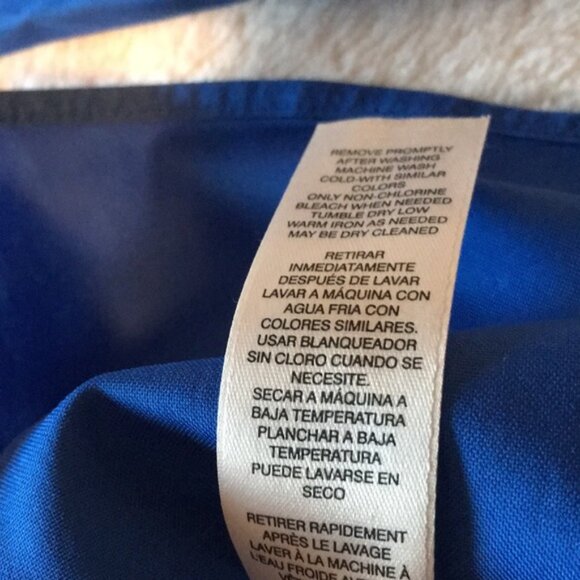 REMOVE PROMPTLY
AFTER WASHING
MACHINE WASH
COLD-WITH SIMILAR
COLORS
ONLY NON-CHLORINE
BLEACH WHEN NEEDED
TUMBLE DRY LOW
WARM IRON AS NEEDED
MAY BE DRY CLEANED
RETIRAR
INMEDIATAMENTE
DESPUÉS DE LAVAR
LAVAR A MÁQUINA CON
AGUA FRIA CON
COLORES SIMILARES.
USAR BLANQUEADOR
SIN CLORO CUANDO SE
NECESITE.
SECAR A MÁQUINA A
BAJA TEMPERATURA
PLANCHAR A BAJA
TEMPERATURA
PUEDE LAVARSE EN
SECO
RETIRER RAPIDEMENT
APRÈS LE LAVAGE
LAVER À LA MACHINE À
L'EAU FROIDE